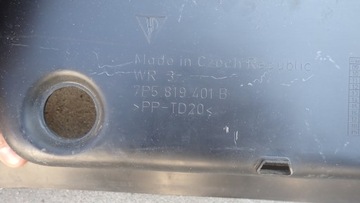 Made in Czech Republic
WR 3
7P5 819 401 B
>PP-TD20<